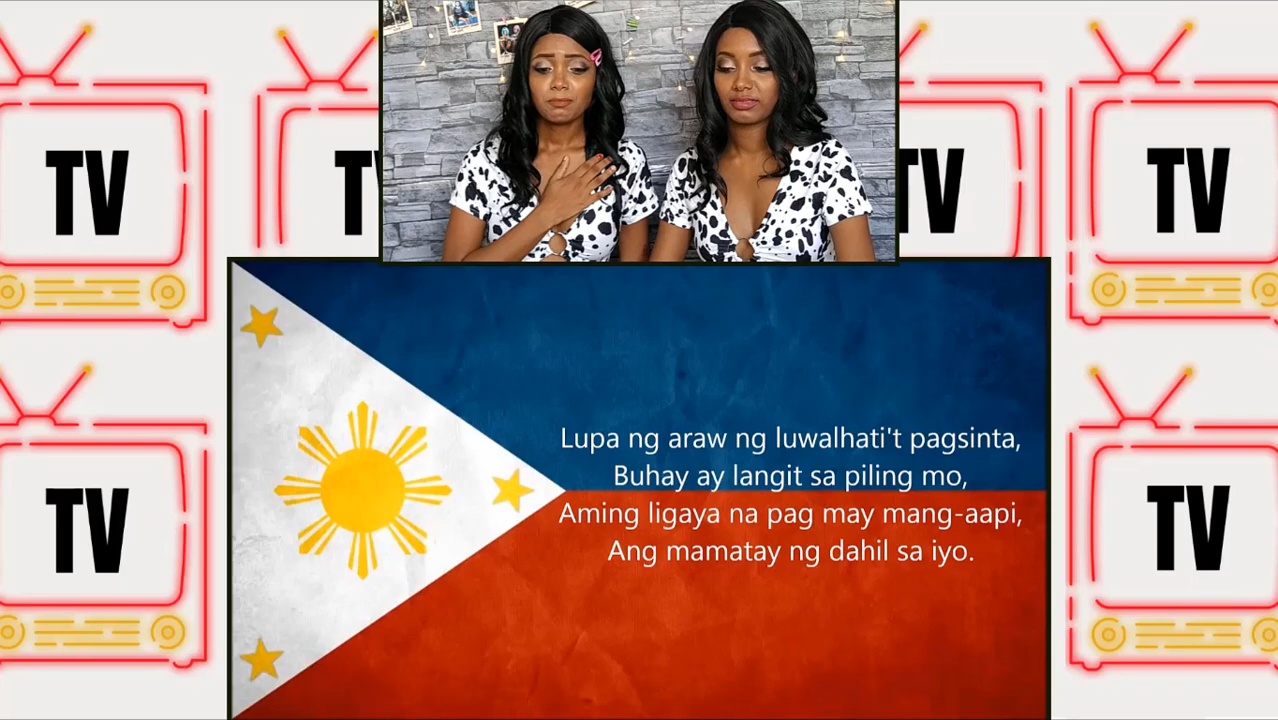 TV
TV
TV
TV
Lupa ng araw ng luwalhati't pagsinta,
Buhay ay langit sa piling mo,
Aming ligaya na pag may mang-aapi,
Ang mamatay ng dahil sa iyo.
TV
TV